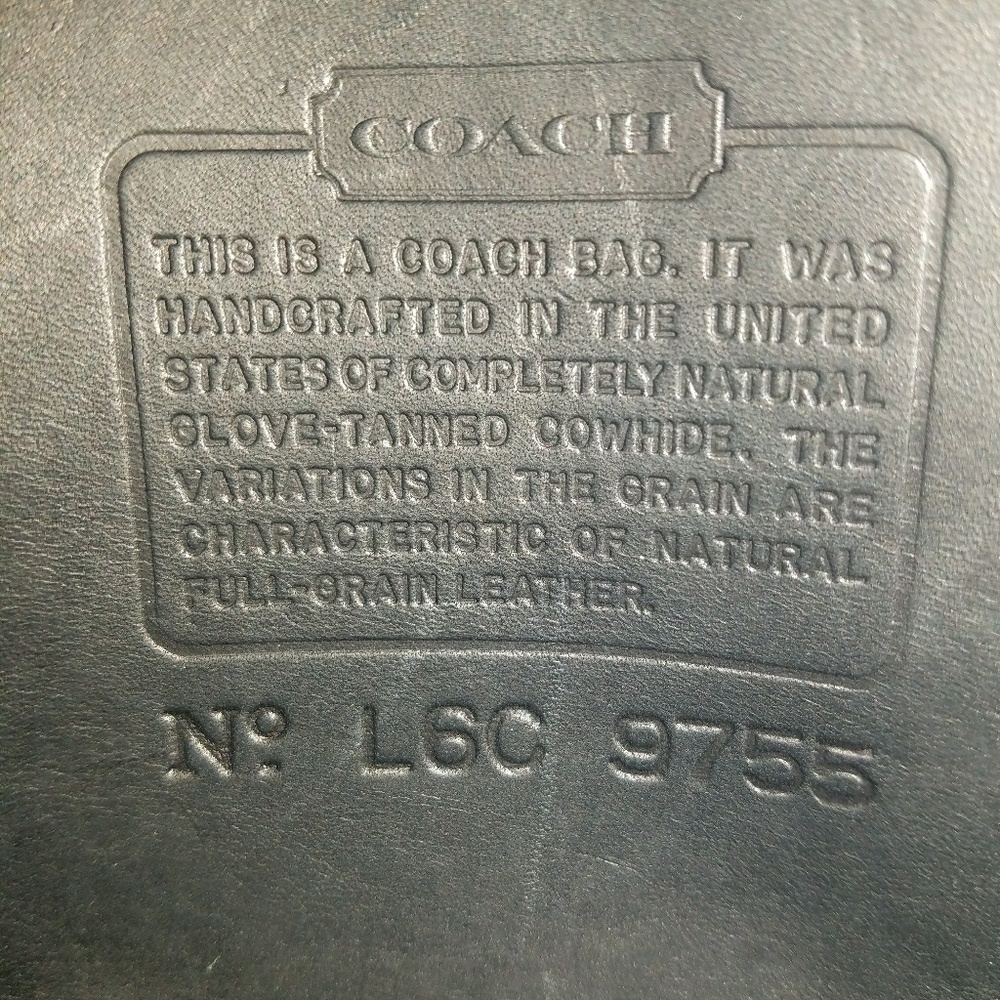 COACH
THIS IS A COACH BAG. IT WAS
HANDCRAFTED IN THE UNITED
STATES OF COMPLETELY NATURAL
GLOVE-TANNED COWHIDE. THE
VARIATIONS IN THE GRAIN ARE
CHARACTERISTIC OF NATURAL
FULL-GRAIN LEATHER.
Nº. L6C 9755